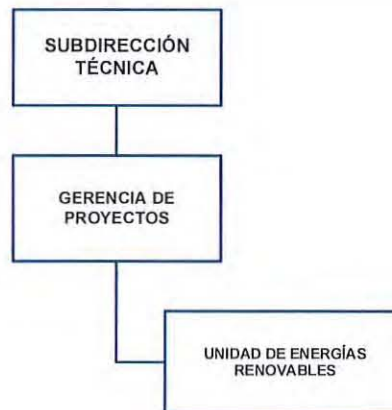 SUBDIRECCIÓN
TÉCNICA
GERENCIA DE
PROYECTOS
UNIDAD DE ENERGÍAS
RENOVABLES